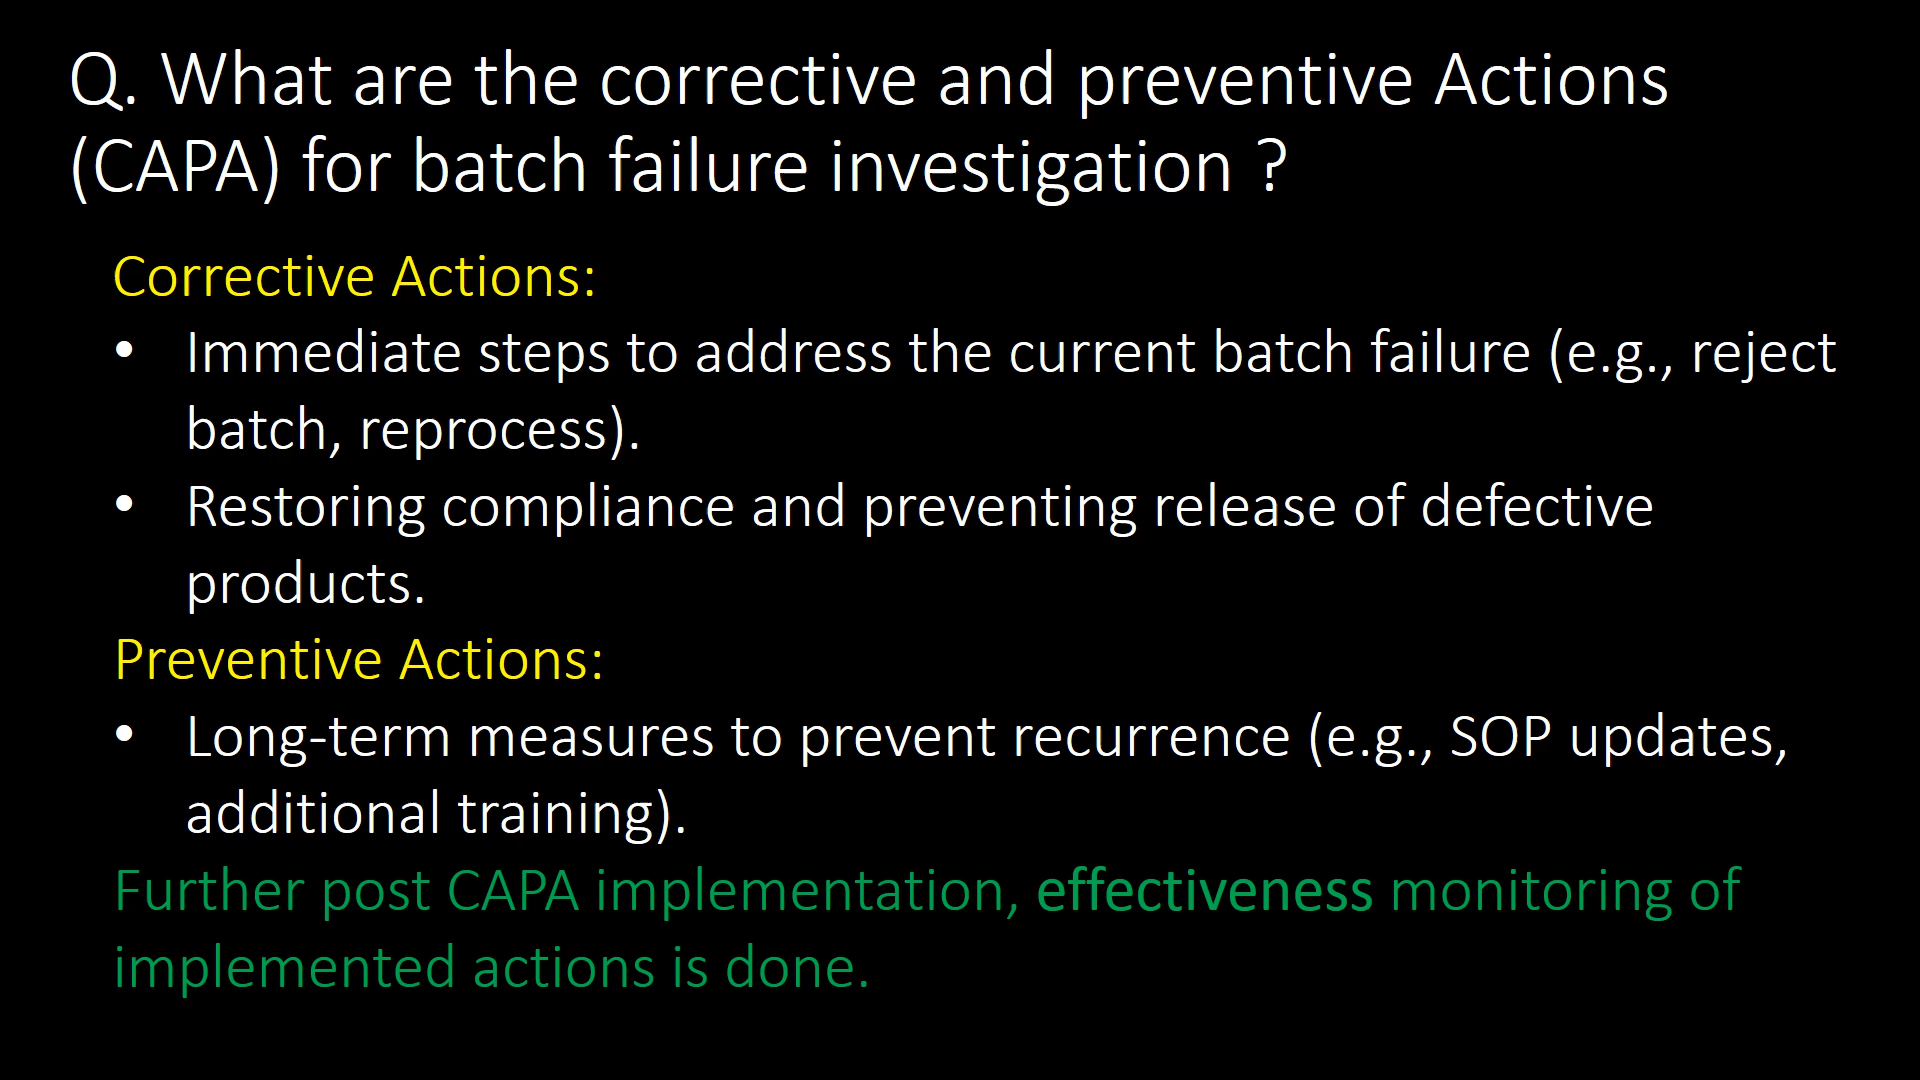 Q. What are the corrective and preventive Actions
(CAPA) for batch failure investigation ?
Corrective Actions:
• Immediate steps to address the current batch failure (e.g., reject
batch, reprocess).
• Restoring compliance and preventing release of defective
products.
Preventive Actions:
• Long-term measures to prevent recurrence (e.g., SOP updates,
additional training).
Further post CAPA implementation, effectiveness monitoring of
implemented actions is done.